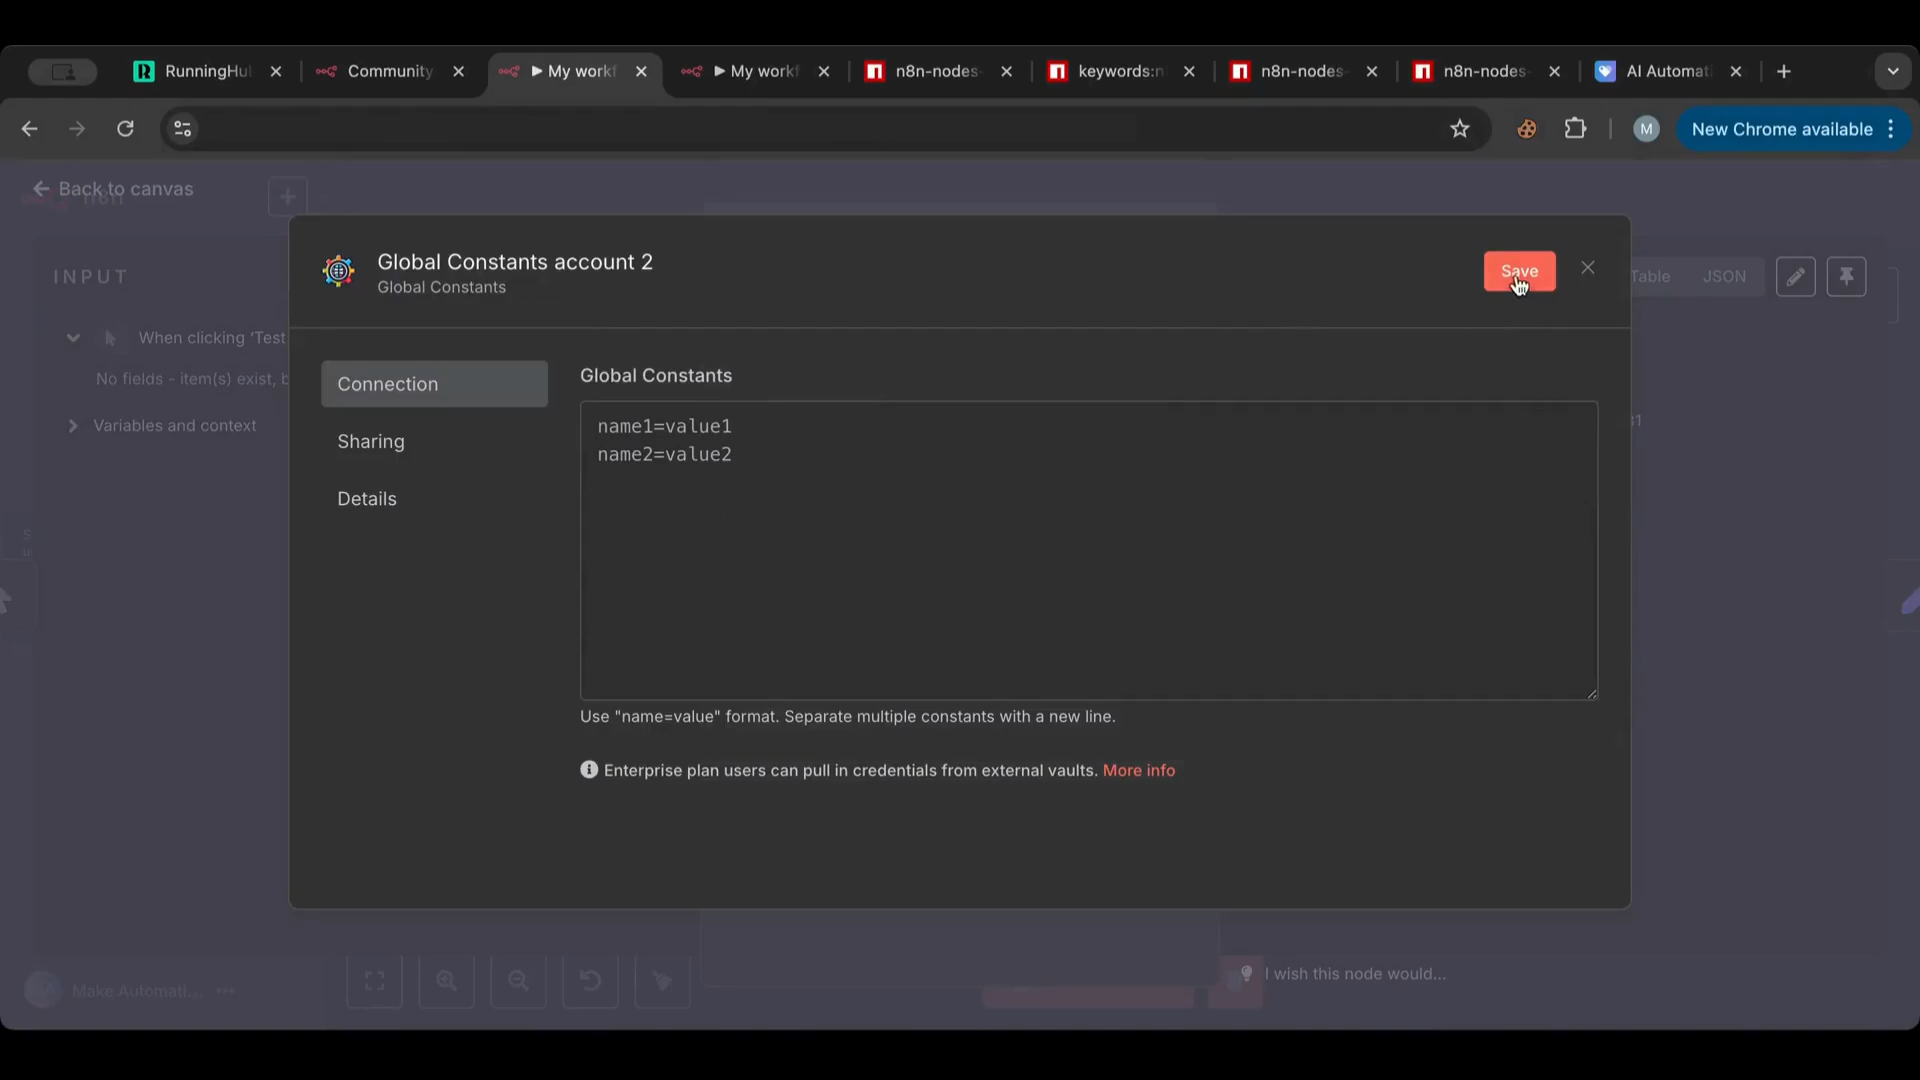 RunningHu
Community
My workf
My workf
n8n-nodes-
keywords:n
n8n-nodes-
n8n-nodes-
AI Automat
M
New Chrome available
Back to canvas
n8n
Global Constants account 2
Global Constants
Save
INPUT
Table
JSON
When clicking 'Test
No fields - item(s) exist, b
Variables and context
Connection
Sharing
Details
Global Constants
name1=value1
name2=value2
Use "name=value" format. Separate multiple constants with a new line.
Enterprise plan users can pull in credentials from external vaults. More info
Make Automati...
I wish this node would...